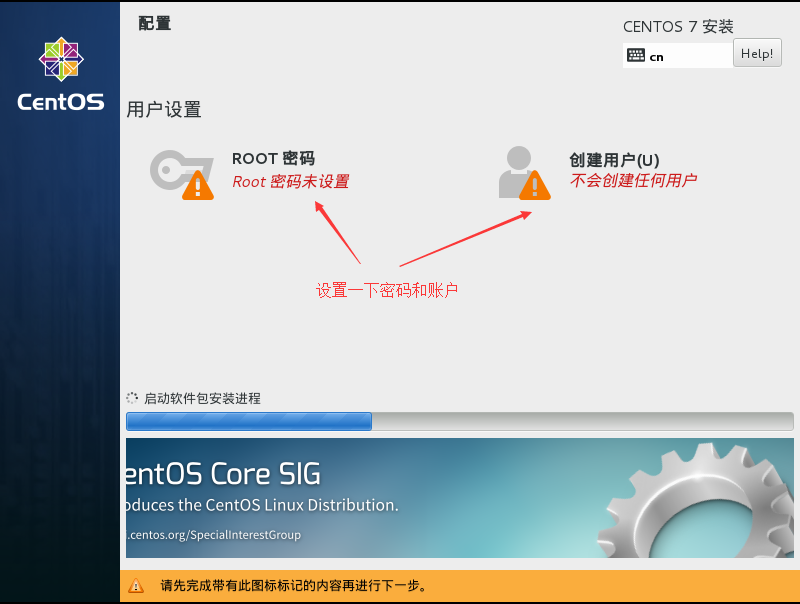 CentOS
配置
CENTOS 7 安装
cn
Help!
用户设置
ROOT 密码
Root 密码未设置
创建用户(U)
不会创建任何用户
设置一下密码和账户
启动软件包安装进程
entOS Core SIG
oduces the CentOS Linux Distribution.
.centos.org/SpecialInterestGroup
请先完成带有此图标标记的内容再进行下一步。